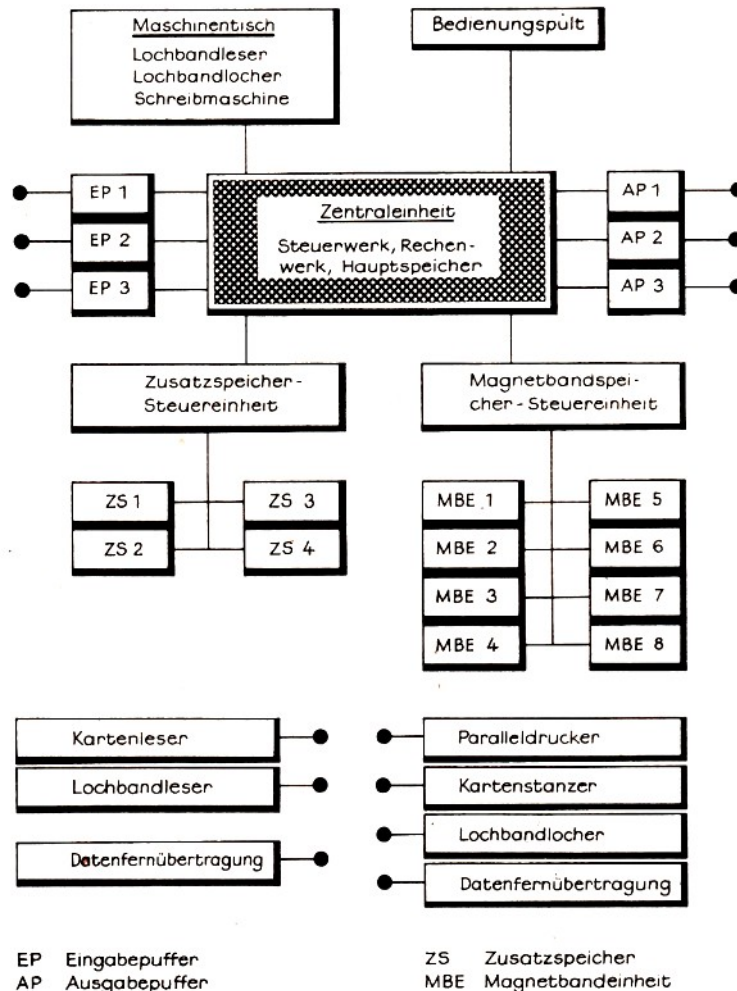 Maschinentisch
Lochbandleser
Lochbandlocher
Schreibmaschine
Bedienungspült
EP 1
EP 2
EP 3
Zentraleinheit
Steuerwerk, Rechen-
werk, Hauptspeicher
AP 1
AP 2
AP 3
Zusatzspeicher-
Steuereinheit
Magnetbandspei-
cher-Steuereinheit
ZS 1
ZS 3
ZS 2
ZS 4
MBE 1
MBE 5
MBE 2
MBE 6
MBE 3
MBE 7
MBE 4
MBE 8
Kartenleser
Lochbandleser
Datenfernübertragung
Paralleldrucker
Kartenstanzer
Lochbandlocher
Datenfernübertragung
EP Eingabepuffer
AP Ausgabepuffer
ZS Zusatzspeicher
MBE Magnetbandeinheit